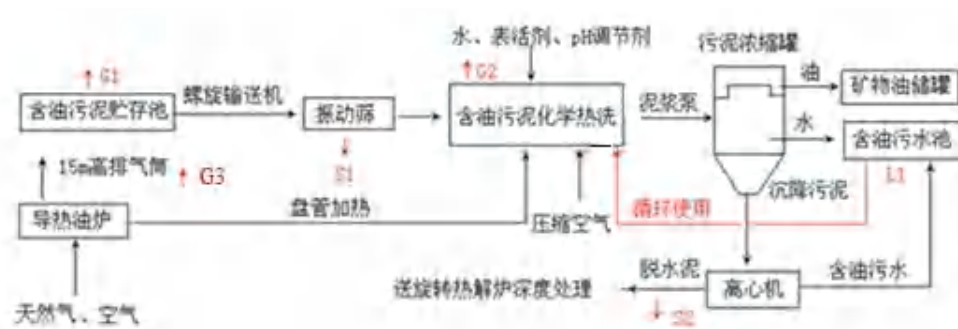 水、表活剂、pH调节剂
污泥浓缩罐
G1
G2
油
矿物油储罐
螺旋输送机
含油污泥贮存池
振动筛
含油污泥化学热洗
泥浆泵
水
含油污水池
15m高排气筒
G3
S1
L1
沉降污泥
盘管加热
循环使用
导热油炉
压缩空气
脱水泥
含油污水
送旋转热解炉深度处理
离心机
天然气、空气
S2